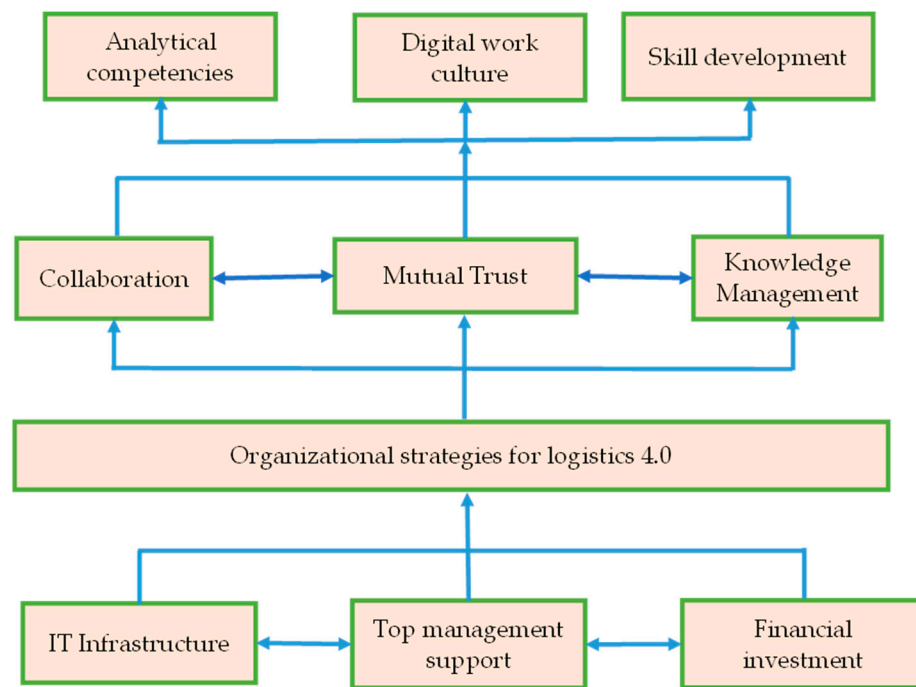 Analytical
competencies
Digital work
culture
Skill development
Collaboration
Mutual Trust
Knowledge
Management
Organizational strategies for logistics 4.0
IT Infrastructure
Top management
support
Financial
investment